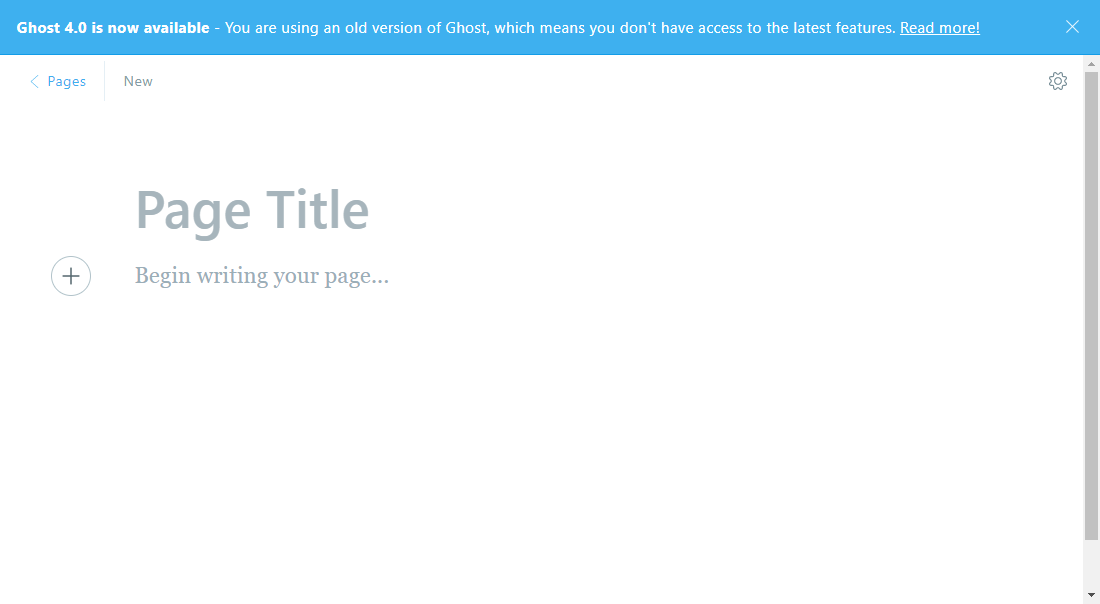 Ghost 4.0 is now available - You are using an old version of Ghost, which means you don't have access to the latest features. Read more!
Pages
New
Page Title
Begin writing your page...